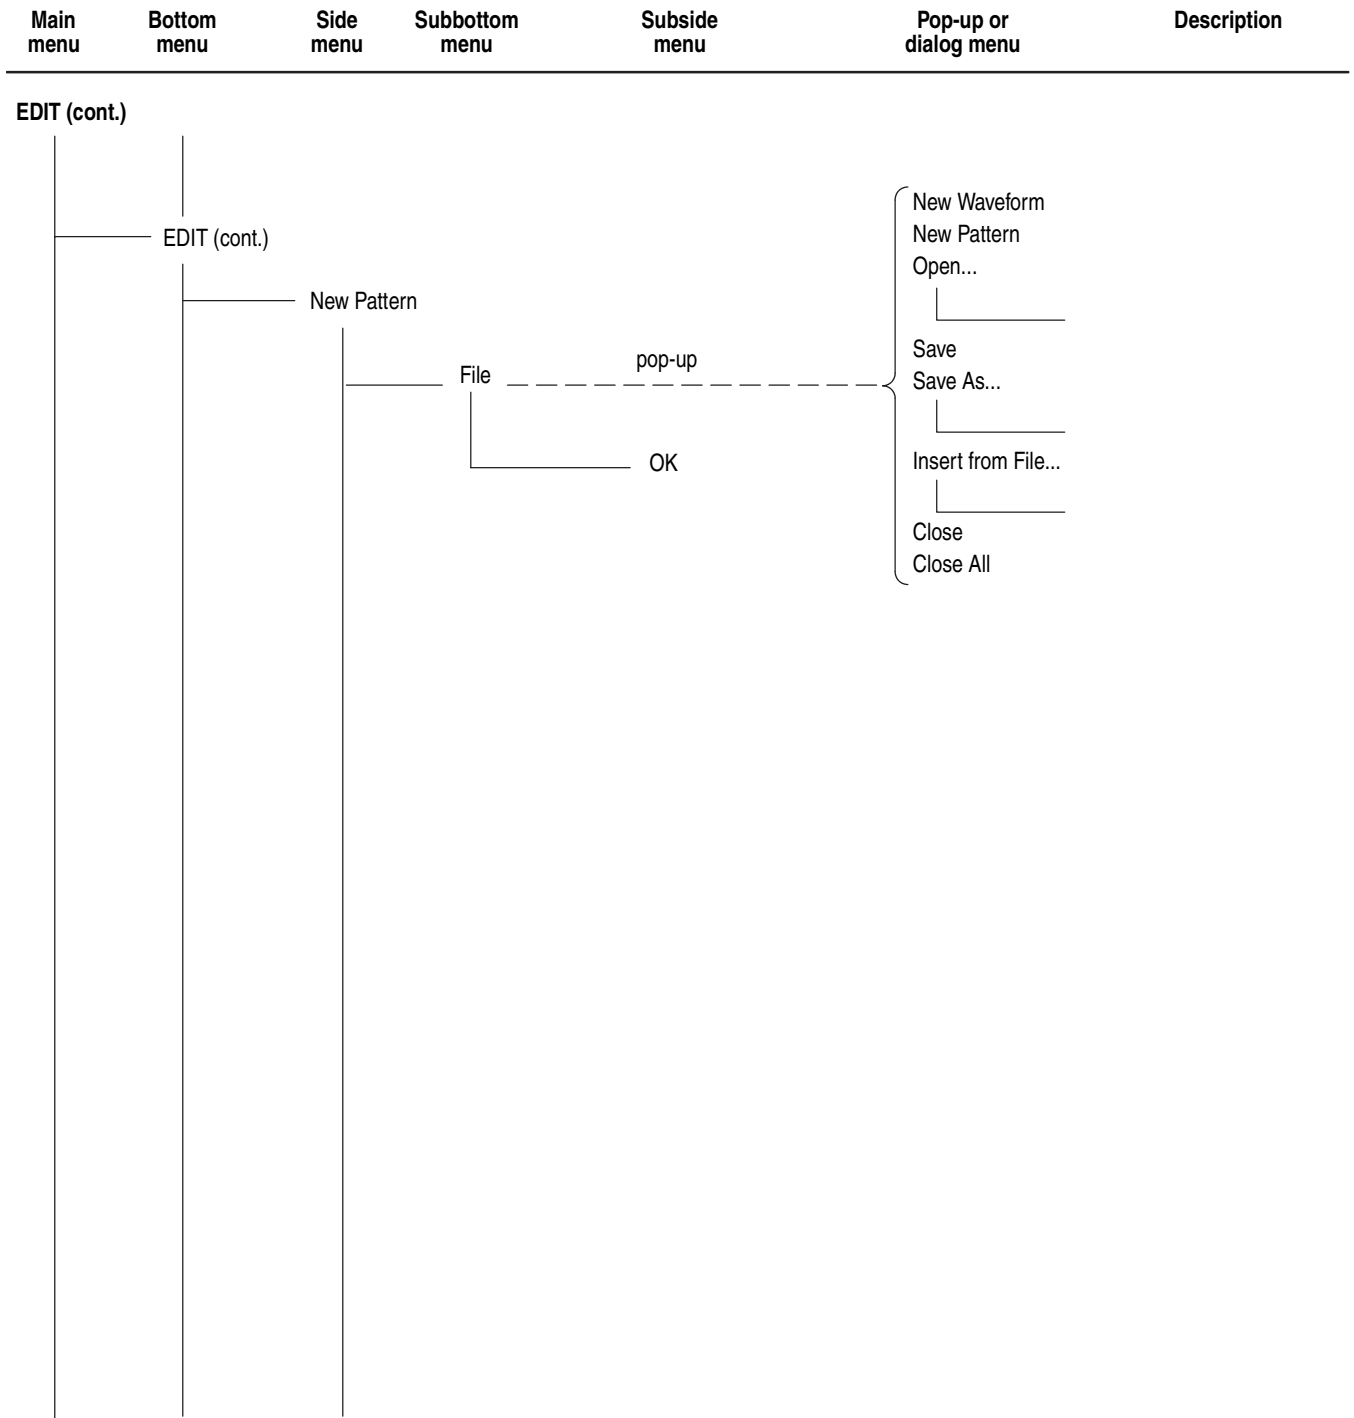 Main menu
Bottom menu
Side menu
Subbottom menu
Subside menu
Pop-up or dialog menu
Description
EDIT (cont.)
EDIT (cont.)
New Pattern
File
pop-up
OK
New Waveform
New Pattern
Open...
Save
Save As...
Insert from File...
Close
Close All